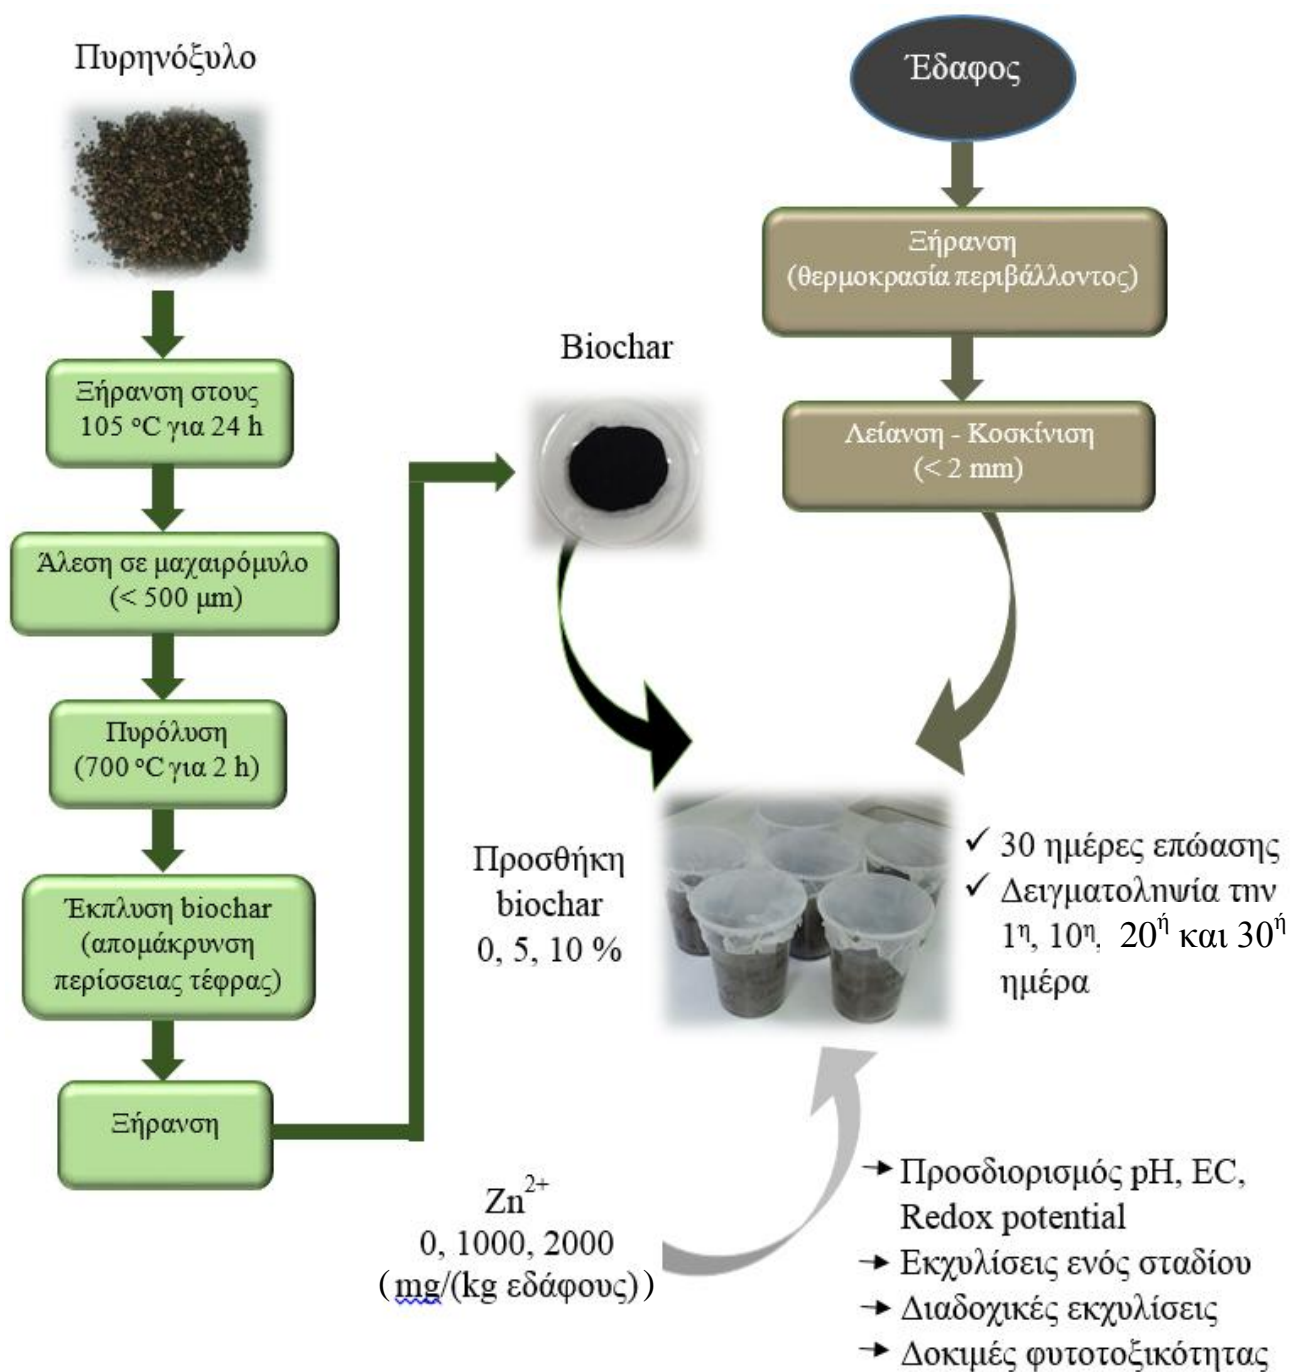 Πυρηνόξυλο
Ξήρανση στους
105 °C για 24 h
Άλεση σε μαχαιρόμυλο
(< 500 μm)
Πυρόλυση
(700 °C για 2 h)
Έκπλυση biochar
(απομάκρυνση
περίσσειας τέφρας)
Ξήρανση
Biochar
Έδαφος
Ξήρανση
(θερμοκρασία περιβάλλοντος)
Λείανση - Κοσκίνιση
(< 2 mm)
Προσθήκη
biochar
0, 5, 10 %
✓ 30 ημέρες επώασης
✓ Δειγματοληψία την
1η, 10η, 20ή και 30ή
ημέρα
Zn2+
0, 1000, 2000
(mg/(kg εδάφους))
→ Προσδιορισμός pH, EC,
Redox potential
→ Εκχυλίσεις ενός σταδίου
→ Διαδοχικές εκχυλίσεις
→ Δοκιμές φυτοτοξικότητας